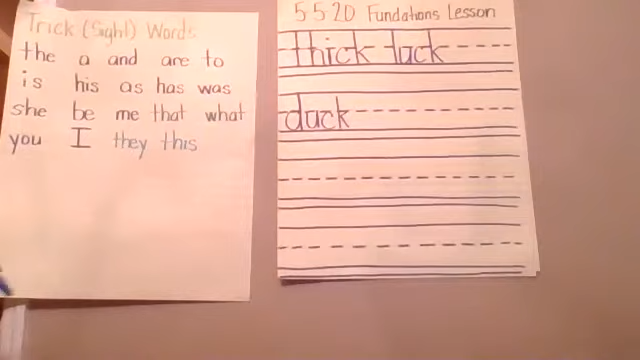 Trick (Sight) Words
the a and are to
is his as has was
she be me that what
you I they this
5 5 20 Fundations Lesson
thick tuck
duck